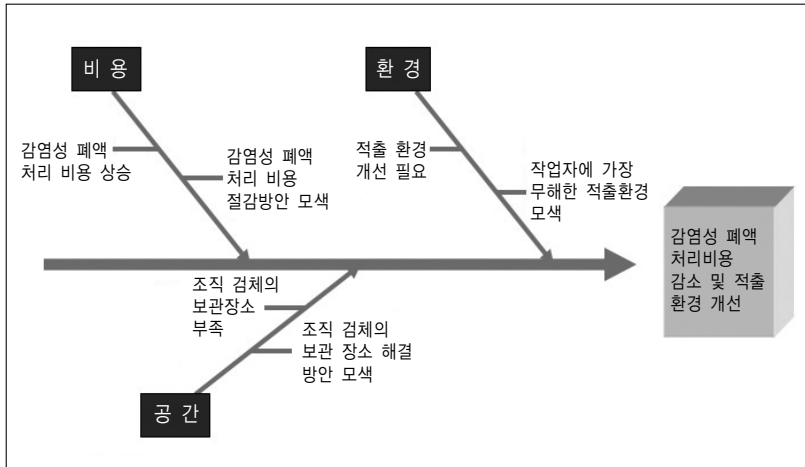 비 용
환 경
감염성 폐액
처리 비용 상승
감염성 폐액
처리 비용
절감방안 모색
적출 환경
개선 필요
작업자에 가장
무해한 적출환경
모색
감염성 폐액
처리비용
감소 및 적출
환경 개선
조직 검체의
보관장소
부족
조직 검체의
보관 장소 해결
방안 모색
공 간